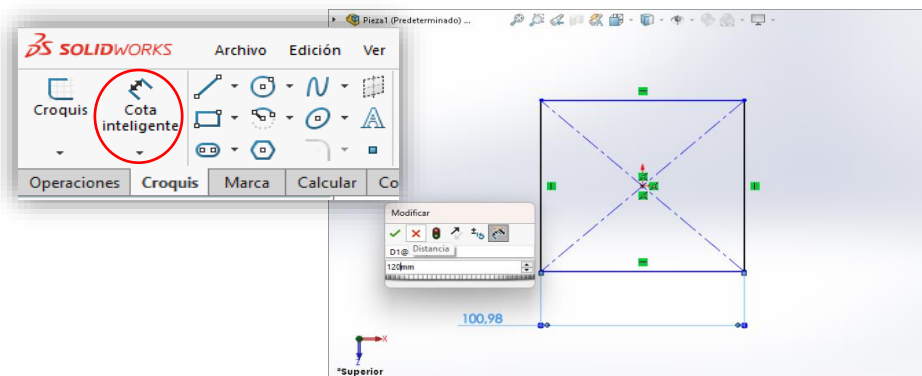 SOLIDWORKS Archivo Edición Ver
Croquis
Cota
inteligente
Operaciones Croquis Marca Calcular Co
Pieza1 (Predeterminado) ...
Modificar
D1@
Distancia
120mm
100,98
X
Z
*Superior